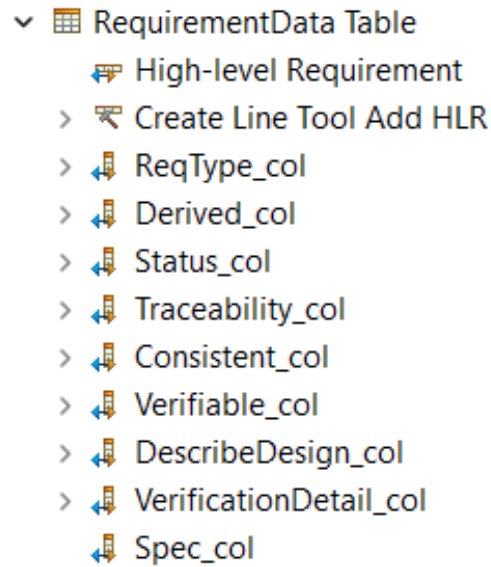 RequirementData Table
High-level Requirement
Create Line Tool Add HLR
ReqType_col
Derived_col
Status_col
Traceability_col
Consistent_col
Verifiable_col
DescribeDesign_col
VerificationDetail_col
Spec_col